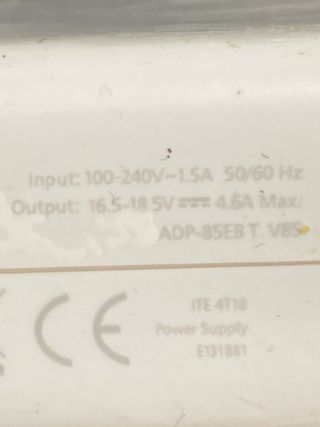 Input: 100-240V~1.5A 50/60 Hz
Output: 16.5-18.5V⎓4.6A Max.
ADP-85EB T. V85
CE
ITE 4T18
Power Supply
E131881